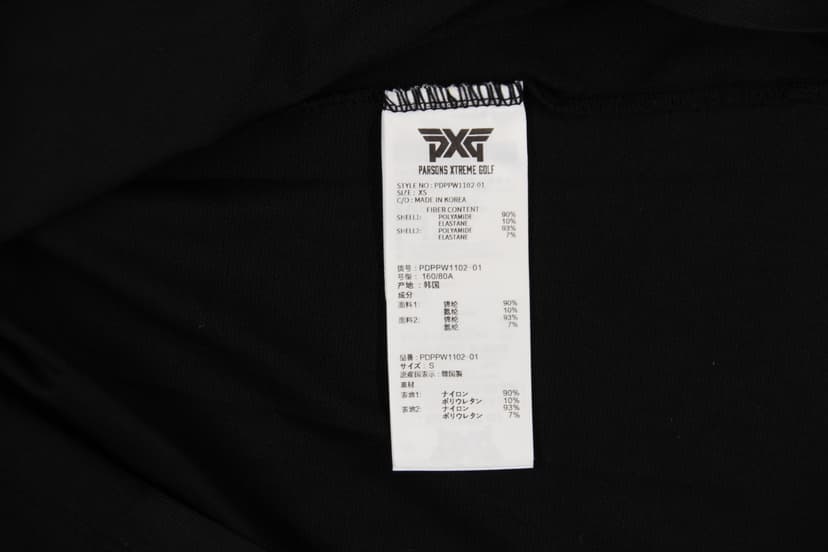 PXG
PARSONS XTREME GOLF
STYLE NO : PDPPW1102-01
SIZE : XS
C/O : MADE IN KOREA
FIBER CONTENT
SHELL1: POLYAMIDE 90%
ELASTANE 10%
SHELL2: POLYAMIDE 93%
ELASTANE 7%
货号 : PDPPW1102-01
号型 : 160/80A
产地 : 韩国
成分
面料1: 锦纶 90%
氨纶 10%
面料2: 锦纶 93%
氨纶 7%
品番 : PDPPW1102-01
サイズ : S
原産国表示 : 韓国製
素材
表地1: ナイロン 90%
ポリウレタン 10%
表地2: ナイロン 93%
ポリウレタン 7%